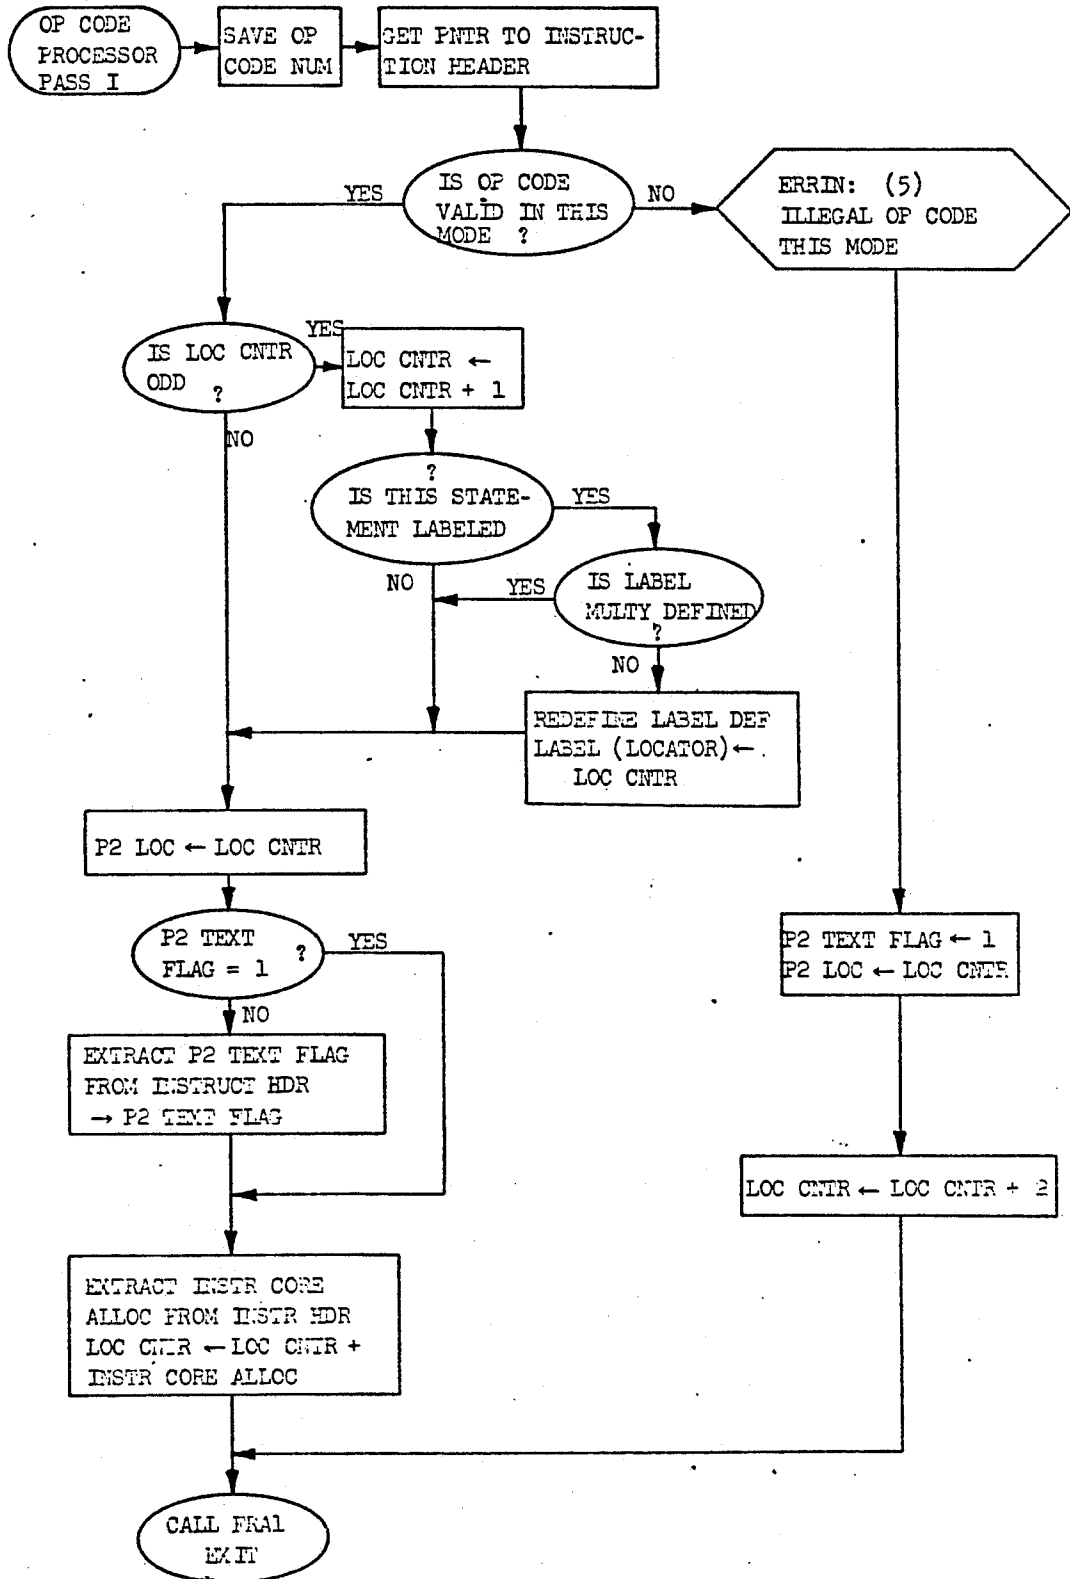 OP CODE
PROCESSOR
PASS I
SAVE OP
CODE NUM
GET PNTR TO INSTRUC-
TION HEADER
IS OP CODE
VALID IN THIS
MODE ?
YES
NO
ERRIN: (5)
ILLEGAL OP CODE
THIS MODE
IS LOC CNTR
ODD
?
YES
NO
LOC CNTR ←
LOC CNTR + 1
?
IS THIS STATE-
MENT LABELED
YES
NO
IS LABEL
MULTY DEFINED
?
YES
NO
REDEFINE LABEL DEF
LABEL (LOCATOR) ←
LOC CNTR
P2 LOC ← LOC CNTR
P2 TEXT ?
FLAG = 1
YES
NO
EXTRACT P2 TEXT FLAG
FROM INSTRUCT HDR
→ P2 TEXT FLAG
P2 TEXT FLAG ← 1
P2 LOC ← LOC CNTR
LOC CNTR ← LOC CNTR + 2
EXTRACT INSTR CORE
ALLOC FROM INSTR HDR
LOC CNTR ← LOC CNTR +
INSTR CORE ALLOC
CALL FRA1
EXIT